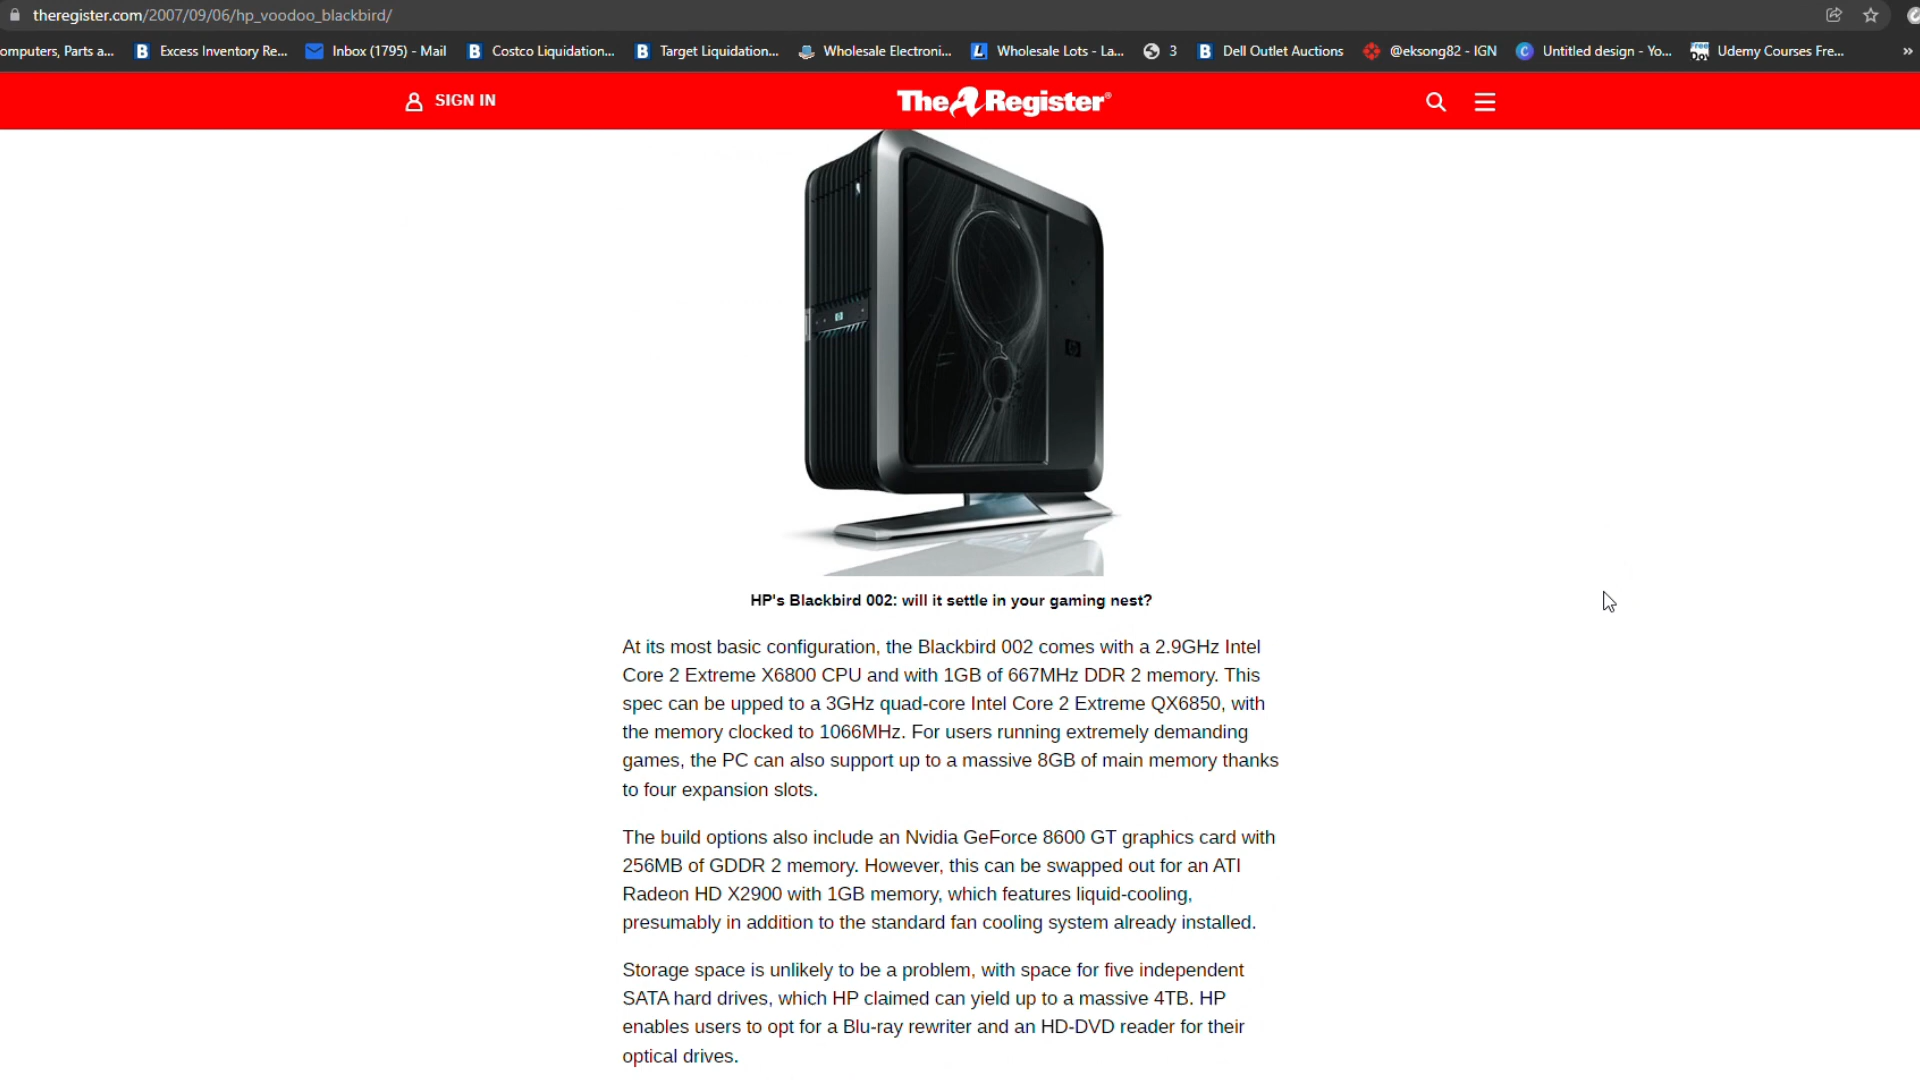 theregister.com/2007/09/06/hp_voodoo_blackbird/
omputers, Parts a... Excess Inventory Re... Inbox (1795) - Mail Costco Liquidation... Target Liquidation... Wholesale Electroni... Wholesale Lots - La... 3 Dell Outlet Auctions @eksong82 - IGN Untitled design - Yo... Udemy Courses Fre... »
SIGN IN The Register®
HP's Blackbird 002: will it settle in your gaming nest?
At its most basic configuration, the Blackbird 002 comes with a 2.9GHz Intel
Core 2 Extreme X6800 CPU and with 1GB of 667MHz DDR 2 memory. This
spec can be upped to a 3GHz quad-core Intel Core 2 Extreme QX6850, with
the memory clocked to 1066MHz. For users running extremely demanding
games, the PC can also support up to a massive 8GB of main memory thanks
to four expansion slots.
The build options also include an Nvidia GeForce 8600 GT graphics card with
256MB of GDDR 2 memory. However, this can be swapped out for an ATI
Radeon HD X2900 with 1GB memory, which features liquid-cooling,
presumably in addition to the standard fan cooling system already installed.
Storage space is unlikely to be a problem, with space for five independent
SATA hard drives, which HP claimed can yield up to a massive 4TB. HP
enables users to opt for a Blu-ray rewriter and an HD-DVD reader for their
optical drives.